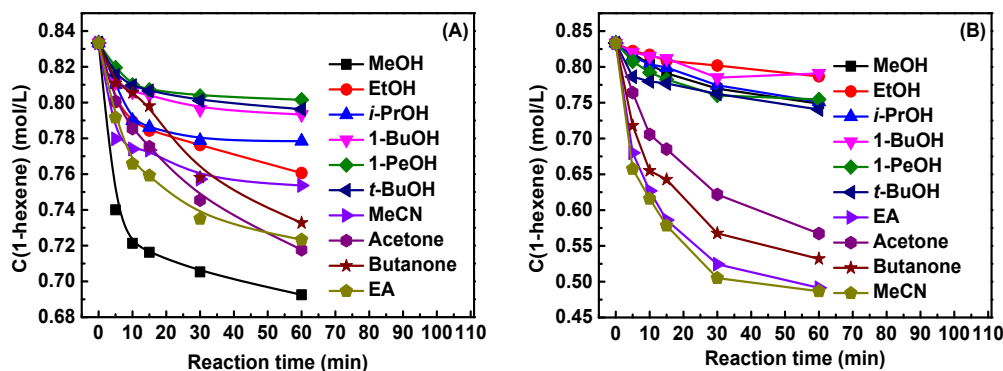 (A)
C(1-hexene) (mol/L)
0.84
0.82
0.80
0.78
0.76
0.74
0.72
0.70
0.68
0 10 20 30 40 50 60 70 80 90 100 110
Reaction time (min)
MeOH
EtOH
i-PrOH
1-BuOH
1-PeOH
t-BuOH
MeCN
Acetone
Butanone
EA
(B)
C(1-hexene) (mol/L)
0.85
0.80
0.75
0.70
0.65
0.60
0.55
0.50
0.45
0 10 20 30 40 50 60 70 80 90 100 110
Reaction time (min)
MeOH
EtOH
i-PrOH
1-BuOH
1-PeOH
t-BuOH
EA
Acetone
Butanone
MeCN